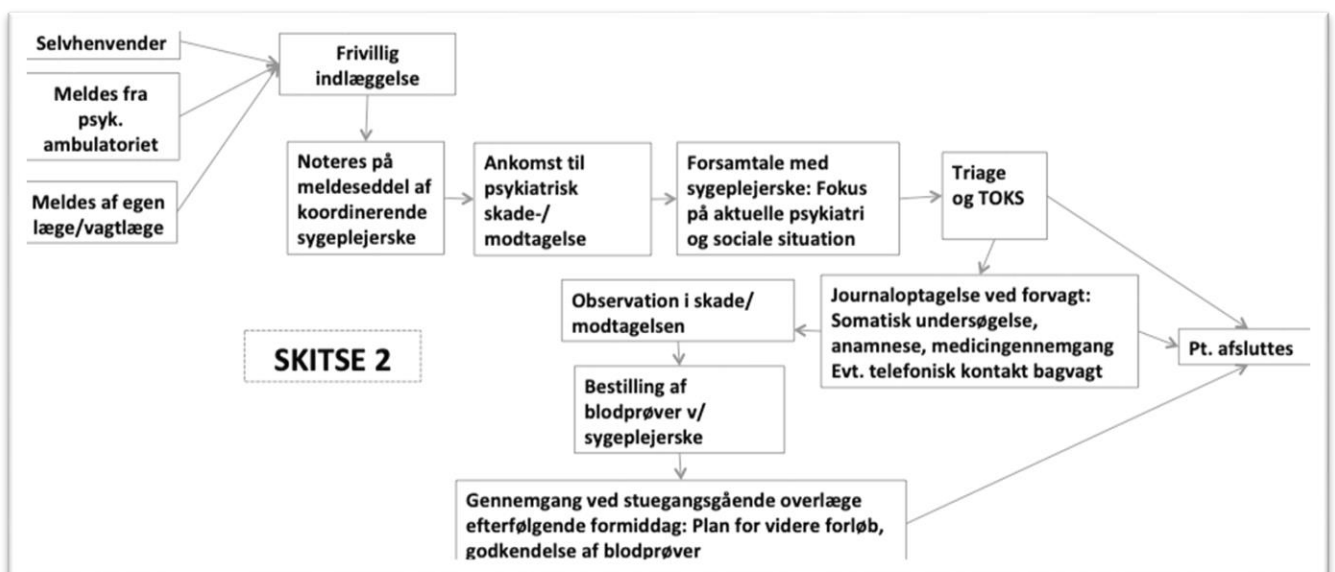 Selvhenvender
Meldes fra
psyk.
ambulatoriet
Meldes af egen
læge/vagtlæge
Frivillig
indlæggelse
Noteres på
meldeseddel af
koordinerende
sygeplejerske
Ankomst til
psykiatrisk
skade-/
modtagelse
Forsamtale med
sygeplejerske: Fokus
på aktuelle psykiatri
og sociale situation
Triage
og TOKS
Journaloptagelse ved forvagt:
Somatisk undersøgelse,
anamnese, medicingennemgang
Evt. telefonisk kontakt bagvagt
Pt. afsluttes
Observation i skade/
modtagelsen
Bestilling af
blodprøver v/
sygeplejerske
Gennemgang ved stuegangsgående overlæge
efterfølgende formiddag: Plan for videre forløb,
godkendelse af blodprøver
SKITSE 2